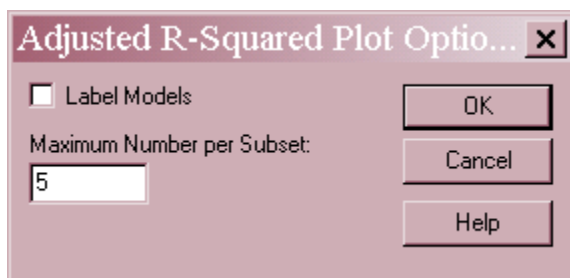 Adjusted R-Squared Plot Optio...
Label Models
Maximum Number per Subset:
5
OK
Cancel
Help